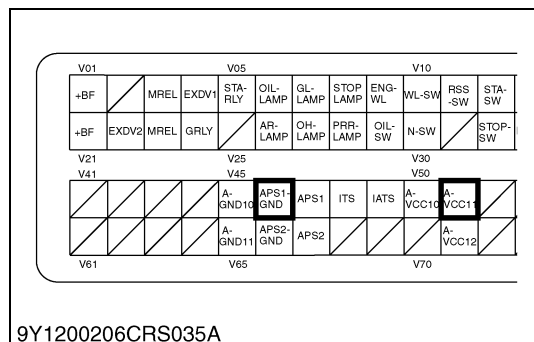 V01 V05 V10
+BF MREL EXDV1 STA-RLY OIL-LAMP GL-LAMP STOP LAMP ENG-WL WL-SW RSS-SW STA-SW
+BF EXDV2 MREL GRLY AR-LAMP OH-LAMP PRR-LAMP OIL-SW N-SW STOP-SW
V21 V25 V30
V41 V45 V50
A-GND10 APS1-GND APS1 ITS IATS A-VCC10 A-VCC11
A-GND11 APS2-GND APS2 A-VCC12
V61 V65 V70
9Y1200206CRS035A